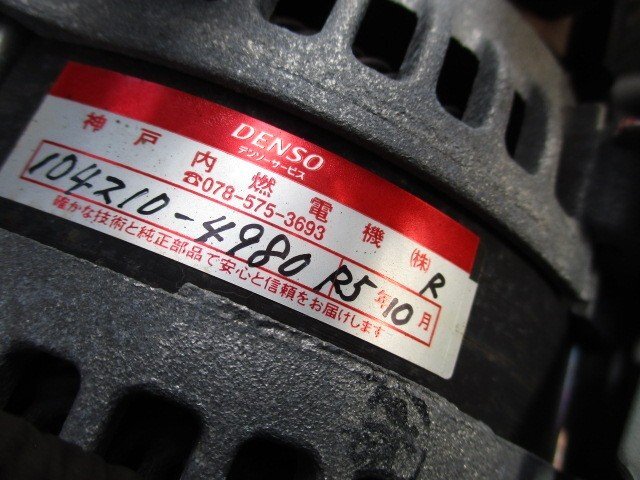 DENSO
デンソーサービス
神戸内燃電機(株)
☎078-575-3693
R
104210-4980 R5年10月
確かな技術と純正部品で安心と信頼をお届けします